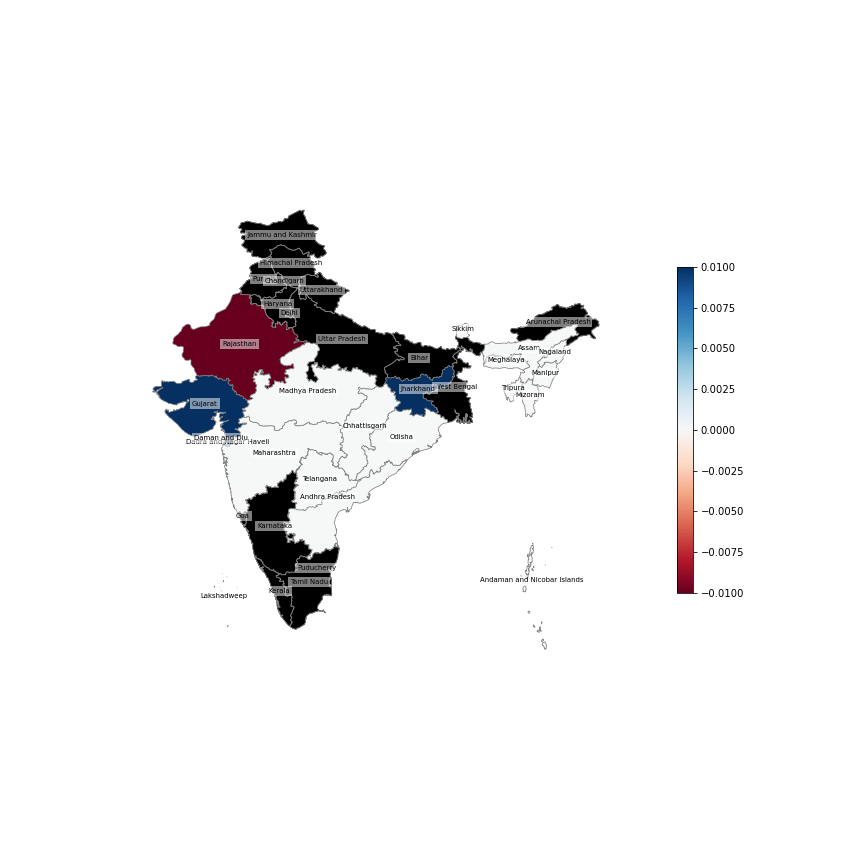 Jammu and Kashmir
Himachal Pradesh
Chandigarh
Uttarakhand
Haryana
Delhi
Uttar Pradesh
Rajasthan
Bihar
Sikkim
Arunachal Pradesh
Assam
Nagaland
Meghalaya
Manipur
Tripura
Mizoram
Jharkhand
West Bengal
Madhya Pradesh
Gujarat
Chhattisgarh
Odisha
Daman and Diu
Dadra and Nagar Haveli
Maharashtra
Telangana
Andhra Pradesh
Goa
Karnataka
Puducherry
Tamil Nadu
Kerala
Lakshadweep
Andaman and Nicobar Islands
0.0100
0.0075
0.0050
0.0025
0.0000
−0.0025
−0.0050
−0.0075
−0.0100